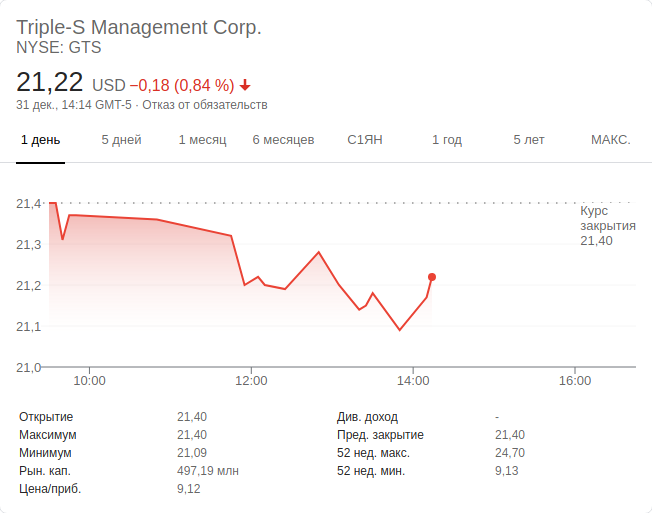 Triple-S Management Corp.
NYSE: GTS
21,22 USD −0,18 (0,84 %)
31 дек., 14:14 GMT-5 · Отказ от обязательств
1 день 5 дней 1 месяц 6 месяцев С1ЯН 1 год 5 лет МАКС.
21,4
Курс
закрытия
21,40
21,3
21,2
21,1
21,0
10:00 12:00 14:00 16:00
Открытие 21,40 Див. доход -
Максимум 21,40 Пред. закрытие 21,40
Минимум 21,09 52 нед. макс. 24,70
Рын. кап. 497,19 млн 52 нед. мин. 9,13
Цена/приб. 9,12